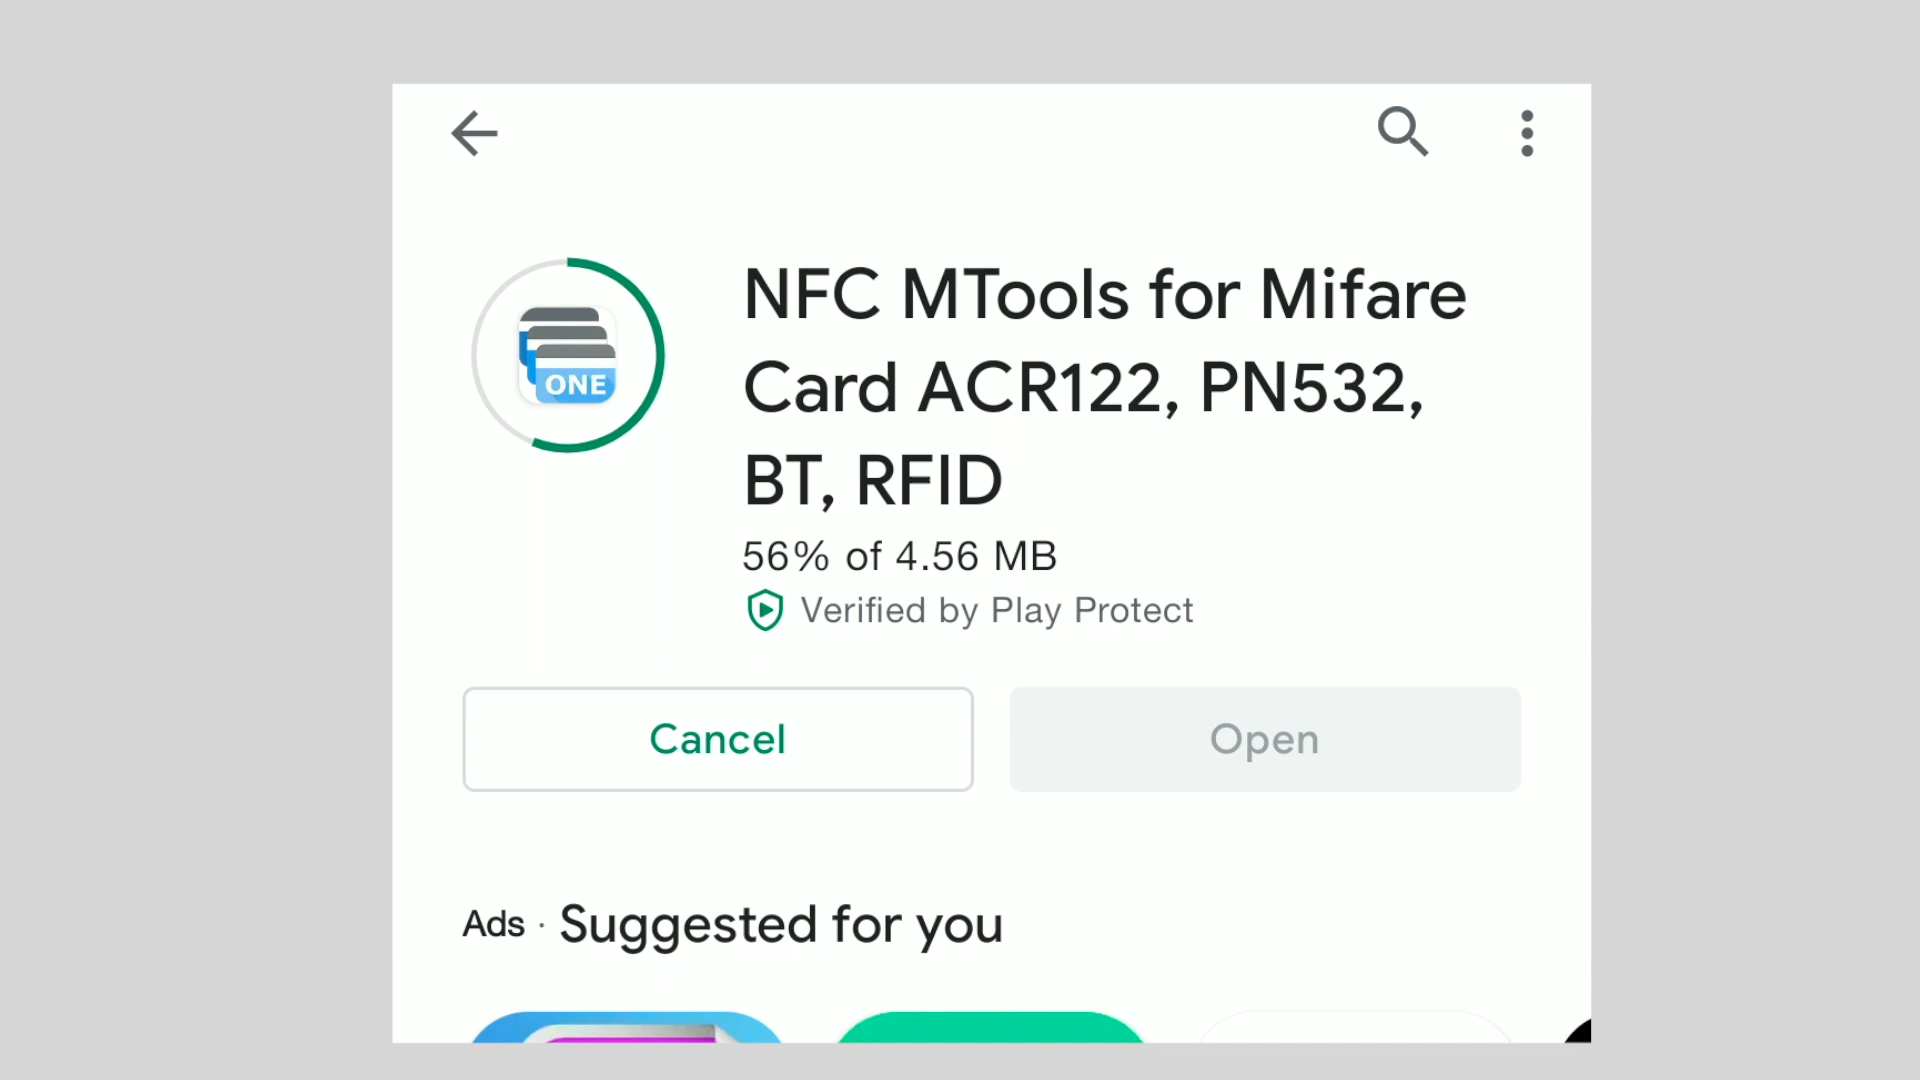 NFC MTools for Mifare
Card ACR122, PN532,
BT, RFID
ONE
56% of 4.56 MB
Verified by Play Protect
Cancel
Open
Ads · Suggested for you